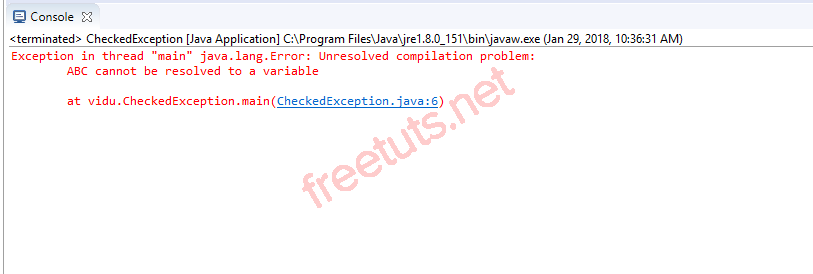 Console
<terminated> CheckedException [Java Application] C:\Program Files\Java\jre1.8.0_151\bin\javaw.exe (Jan 29, 2018, 10:36:31 AM)
Exception in thread "main" java.lang.Error: Unresolved compilation problem:
ABC cannot be resolved to a variable
at vidu.CheckedException.main(CheckedException.java:6)
freetuts.net